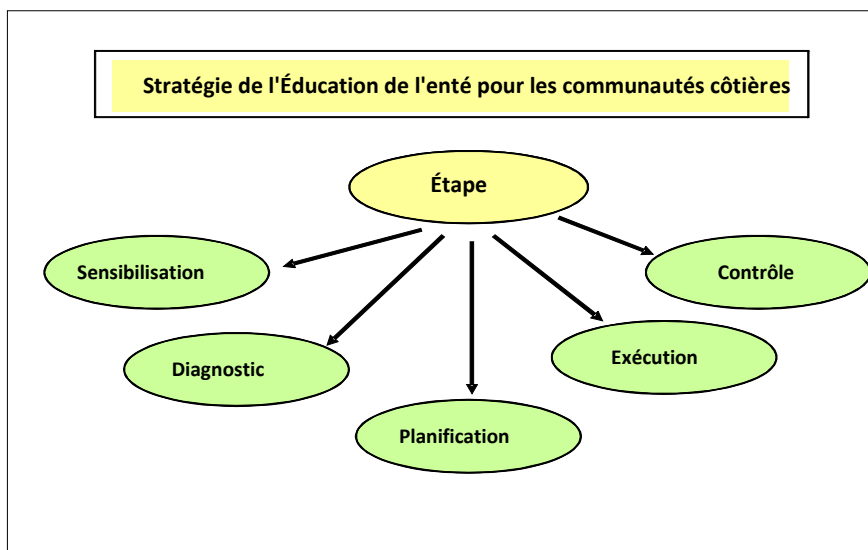 Stratégie de l'Éducation de l'enté pour les communautés côtières
Étape
Sensibilisation
Contrôle
Diagnostic
Exécution
Planification